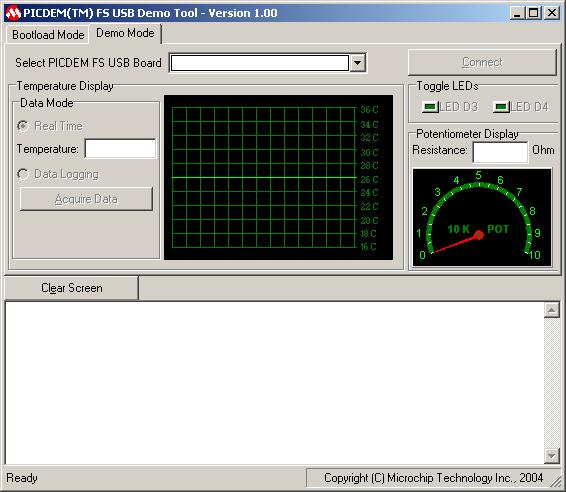 PICDEM(TM) FS USB Demo Tool - Version 1.00
Bootload Mode
Demo Mode
Select PICDEM FS USB Board
Connect
Temperature Display
Data Mode
Real Time
Temperature:
Data Logging
Acquire Data
36 C
34 C
32 C
30 C
28 C
26 C
24 C
22 C
20 C
18 C
16 C
Toggle LEDs
LED D3
LED D4
Potentiometer Display
Resistance:
Ohm
0
1
2
3
4
5
6
7
8
9
10
10 K POT
Clear Screen
Ready
Copyright (C) Microchip Technology Inc., 2004